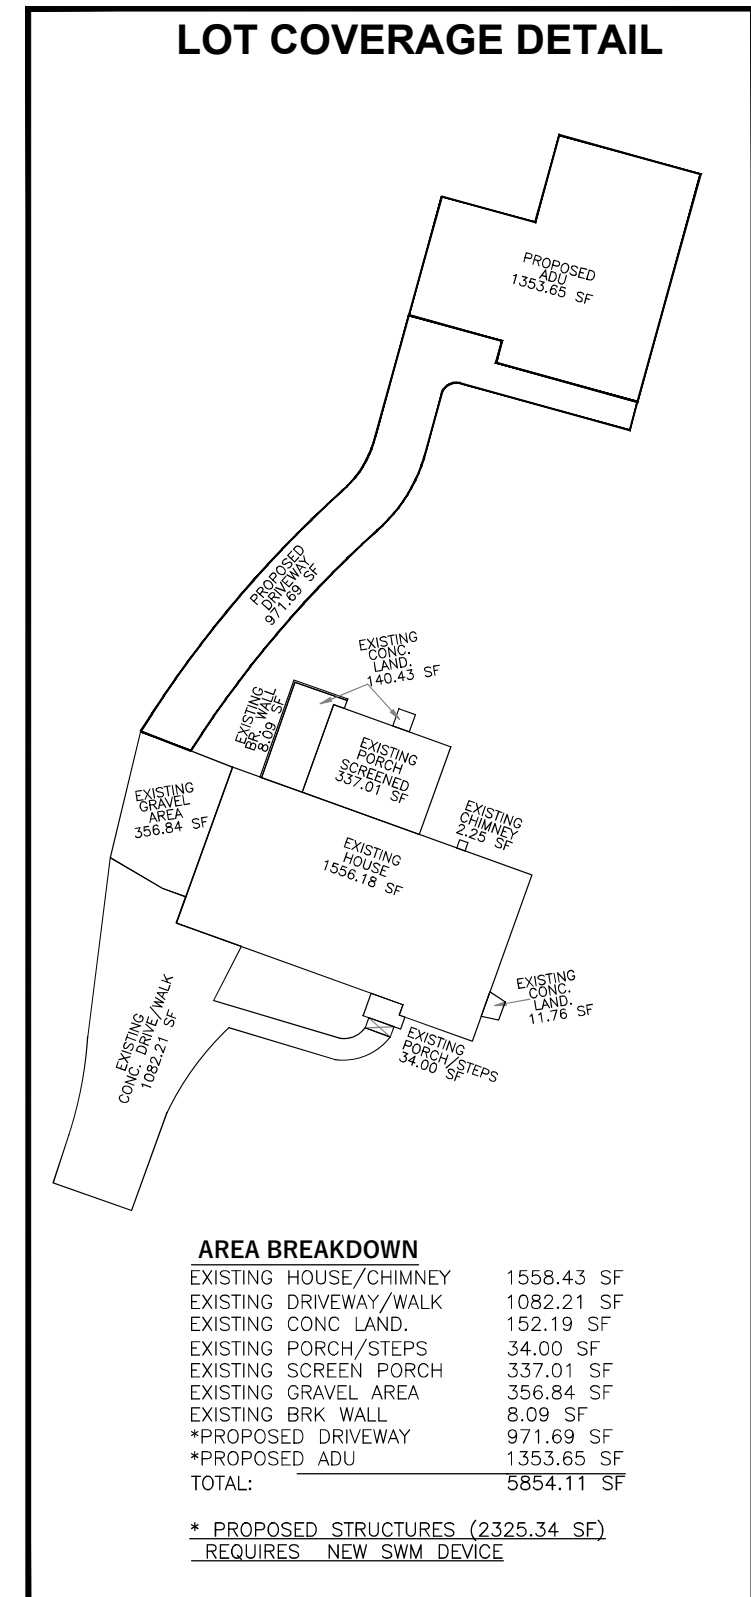 LOT COVERAGE DETAIL
PROPOSED
ADU
1353.65 SF
PROPOSED
DRIVEWAY
971.69 SF
EXISTING
CONC.
LAND.
140.43 SF
EXISTING
BR. WALL
8.09 SF
EXISTING
PORCH
SCREENED
337.01 SF
EXISTING
GRAVEL
AREA
356.84 SF
EXISTING
CHIMNEY
2.25 SF
EXISTING
HOUSE
1556.18 SF
EXISTING
CONC.
LAND.
11.76 SF
EXISTING
CONC. DRIVE/WALK
1082.21 SF
EXISTING
PORCH/STEPS
34.00 SF
AREA BREAKDOWN
EXISTING HOUSE/CHIMNEY 1558.43 SF
EXISTING DRIVEWAY/WALK 1082.21 SF
EXISTING CONC LAND. 152.19 SF
EXISTING PORCH/STEPS 34.00 SF
EXISTING SCREEN PORCH 337.01 SF
EXISTING GRAVEL AREA 356.84 SF
EXISTING BRK WALL 8.09 SF
*PROPOSED DRIVEWAY 971.69 SF
*PROPOSED ADU 1353.65 SF
TOTAL: 5854.11 SF
* PROPOSED STRUCTURES (2325.34 SF)
REQUIRES NEW SWM DEVICE